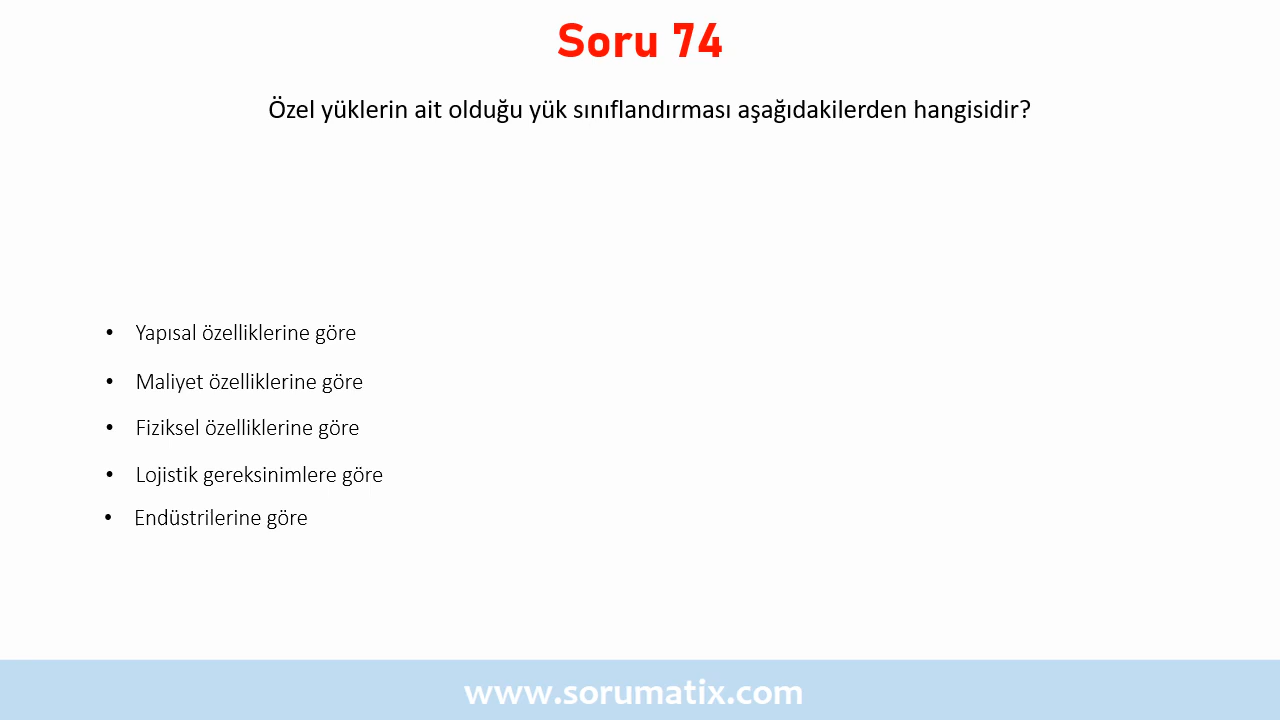 Soru 74
Özel yüklerin ait olduğu yük sınıflandırması aşağıdakilerden hangisidir?
• Yapısal özelliklerine göre
• Maliyet özelliklerine göre
• Fiziksel özelliklerine göre
• Lojistik gereksinimlere göre
• Endüstrilerine göre
www.sorumatix.com